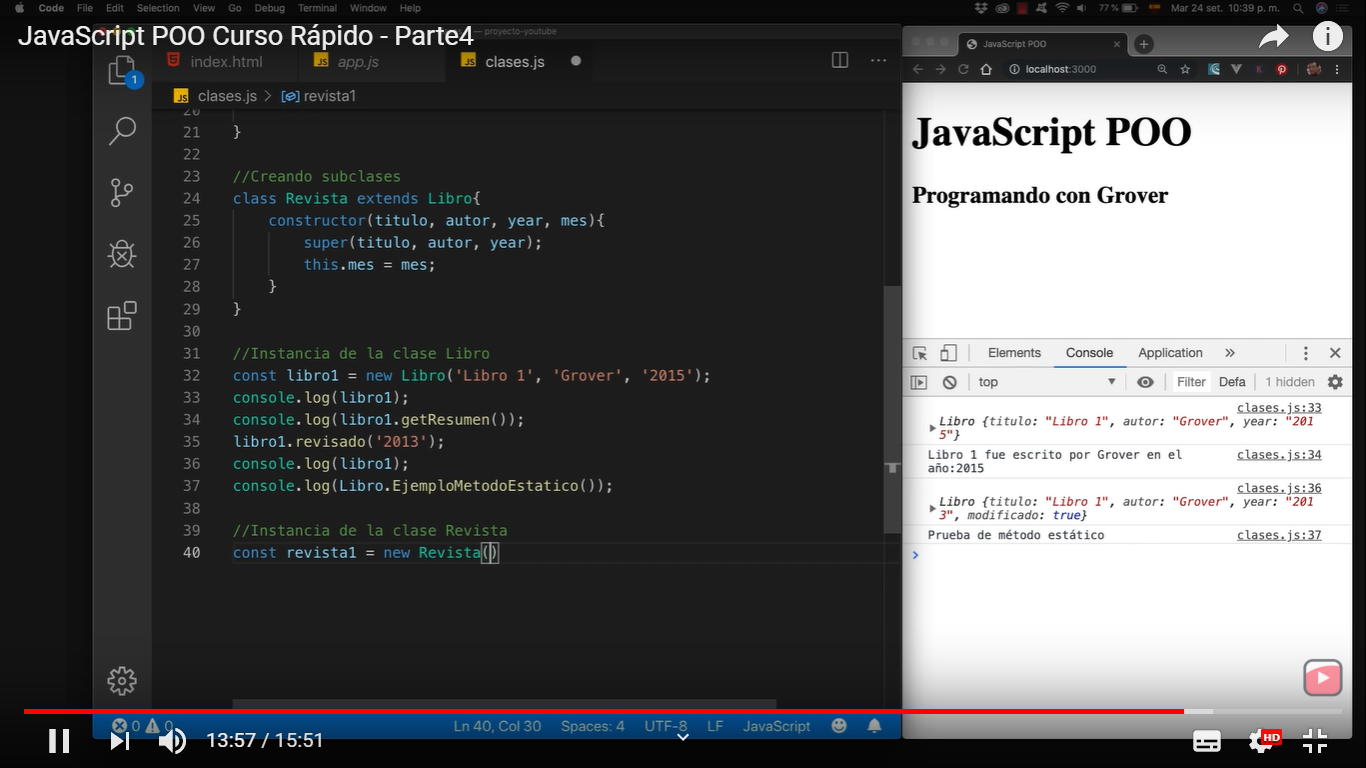 Code File Edit Selection View Go Debug Terminal Window Help 77 % Mar 24 set. 10:39 p. m.
JavaScript POO Curso Rápido - Parte4
— proyecto-youtube
1
index.html
app.js
clases.js
clases.js > revista1
20
21 }
22
23 //Creando subclases
24 class Revista extends Libro{
25 constructor(titulo, autor, year, mes){
26 super(titulo, autor, year);
27 this.mes = mes;
28 }
29 }
30
31 //Instancia de la clase Libro
32 const libro1 = new Libro('Libro 1', 'Grover', '2015');
33 console.log(libro1);
34 console.log(libro1.getResumen());
35 libro1.revisado('2013');
36 console.log(libro1);
37 console.log(Libro.EjemploMetodoEstatico());
38
39 //Instancia de la clase Revista
40 const revista1 = new Revista()
0 0 Ln 40, Col 30 Spaces: 4 UTF-8 LF JavaScript
JavaScript POO
localhost:3000
JavaScript POO
Programando con Grover
Elements Console Application »
top Filter Defa 1 hidden
clases.js:33
Libro {titulo: "Libro 1", autor: "Grover", year: "201
5"}
Libro 1 fue escrito por Grover en el clases.js:34
año:2015
clases.js:36
Libro {titulo: "Libro 1", autor: "Grover", year: "201
3", modificado: true}
Prueba de método estático clases.js:37
13:57 / 15:51
HD